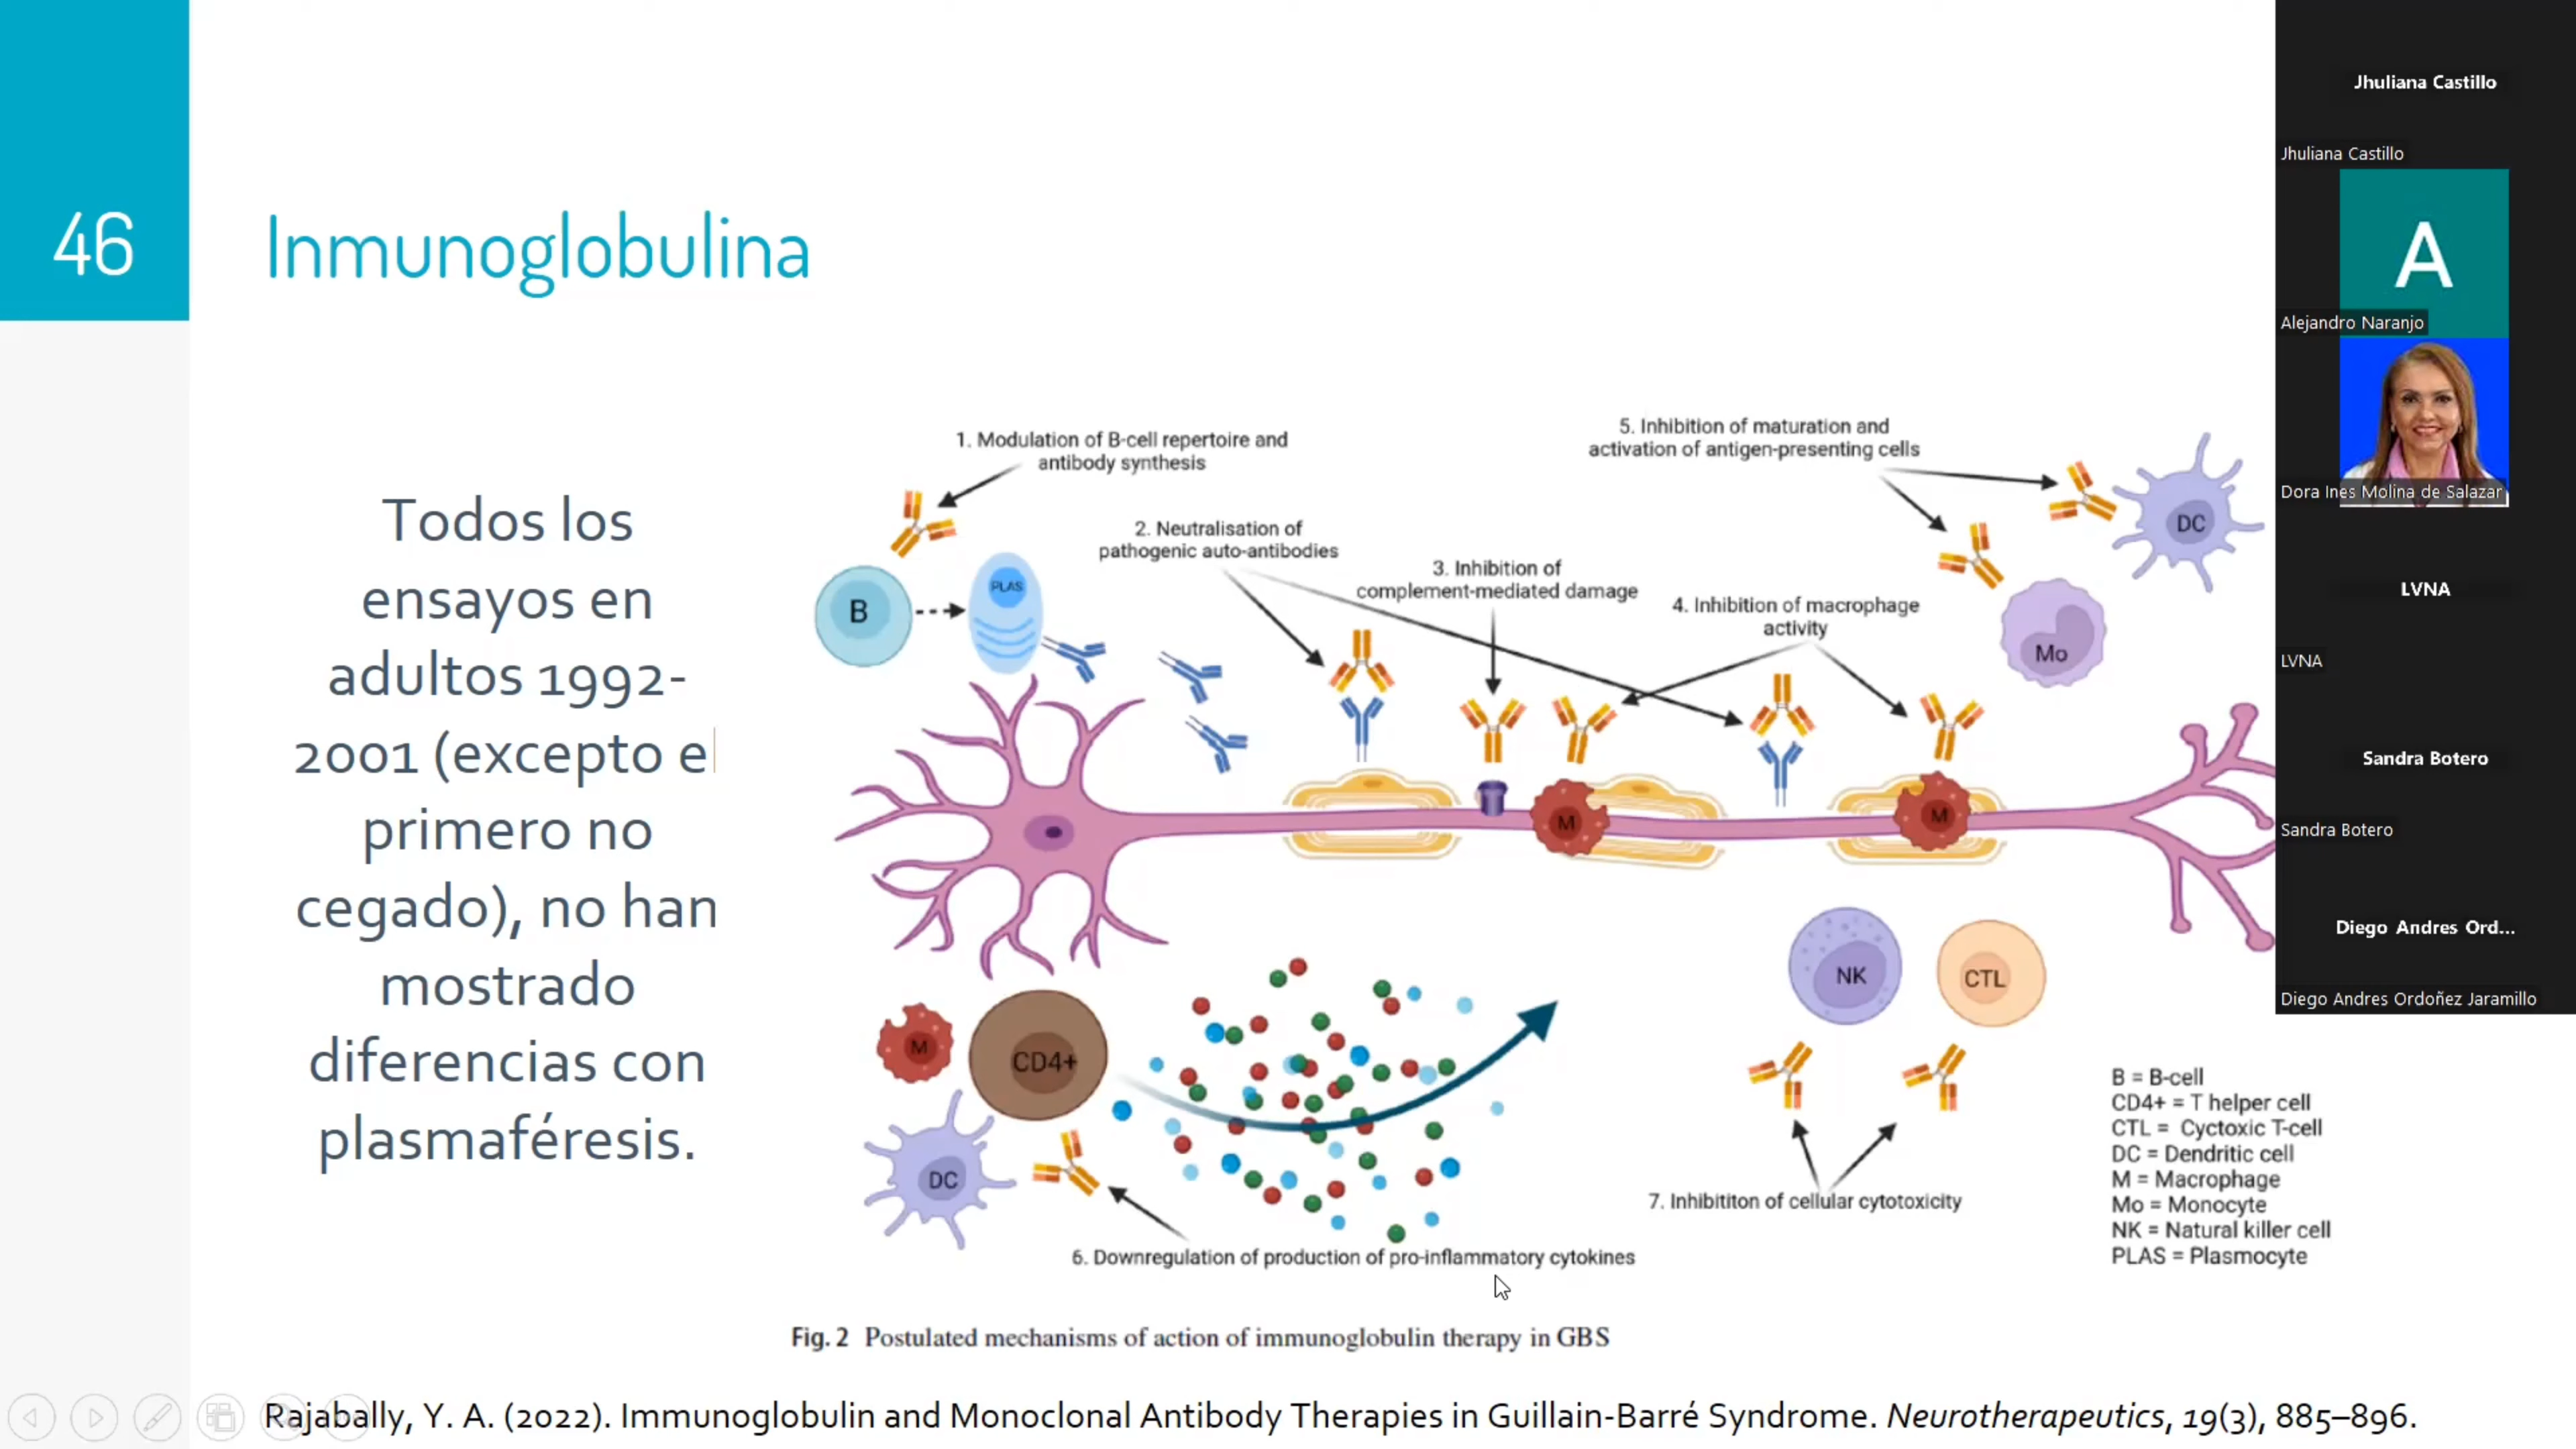 46
Inmunoglobulina
Todos los
ensayos en
adultos 1992-
2001 (excepto el
primero no
cegado), no han
mostrado
diferencias con
plasmaféresis.
1. Modulation of B-cell repertoire and
antibody synthesis
2. Neutralisation of
pathogenic auto-antibodies
3. Inhibition of
complement-mediated damage
4. Inhibition of macrophage
activity
5. Inhibition of maturation and
activation of antigen-presenting cells
B
PLAS
DC
Mo
M
M
NK
CTL
M
CD4+
DC
6. Downregulation of production of pro-inflammatory cytokines
7. Inhibititon of cellular cytotoxicity
B = B-cell
CD4+ = T helper cell
CTL = Cyctoxic T-cell
DC = Dendritic cell
M = Macrophage
Mo = Monocyte
NK = Natural killer cell
PLAS = Plasmocyte
Fig. 2 Postulated mechanisms of action of immunoglobulin therapy in GBS
Rajabally, Y. A. (2022). Immunoglobulin and Monoclonal Antibody Therapies in Guillain-Barré Syndrome. Neurotherapeutics, 19(3), 885–896.
Jhuliana Castillo
Jhuliana Castillo
A
Alejandro Naranjo
Dora Ines Molina de Salazar
LVNA
LVNA
Sandra Botero
Sandra Botero
Diego Andres Ord...
Diego Andres Ordoñez Jaramillo